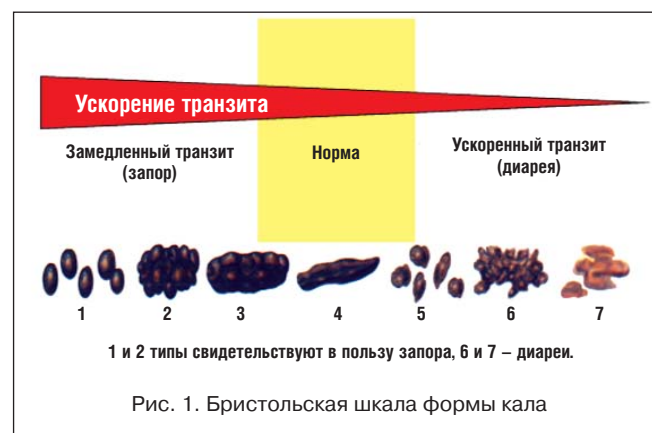 Ускорение транзита
Замедленный транзит
(запор)
Норма
Ускоренный транзит
(диарея)
1 2 3 4 5 6 7
1 и 2 типы свидетельствуют в пользу запора, 6 и 7 – диареи.
Рис. 1. Бристольская шкала формы кала